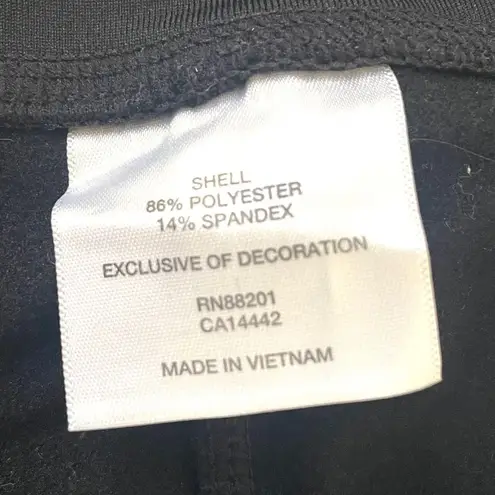 SHELL
86% POLYESTER
14% SPANDEX
EXCLUSIVE OF DECORATION
RN88201
CA14442
MADE IN VIETNAM